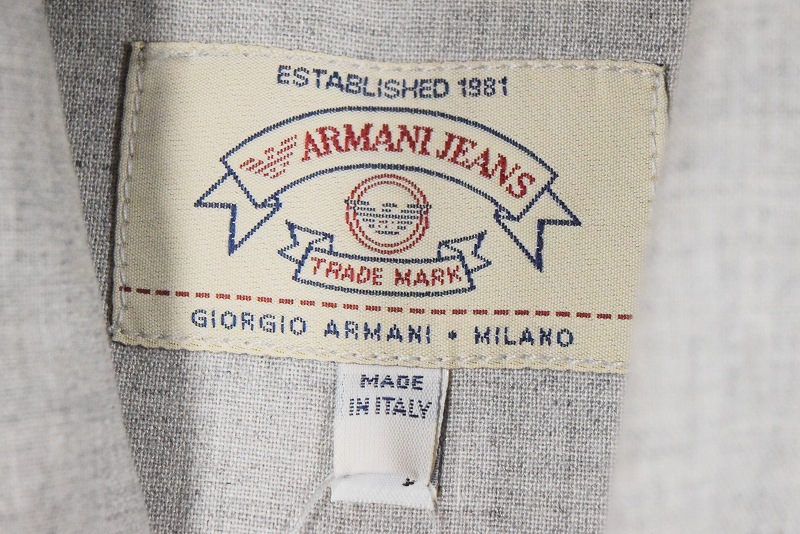 ESTABLISHED 1981
ARMANI JEANS
TRADE MARK
GIORGIO ARMANI • MILANO
MADE
IN ITALY